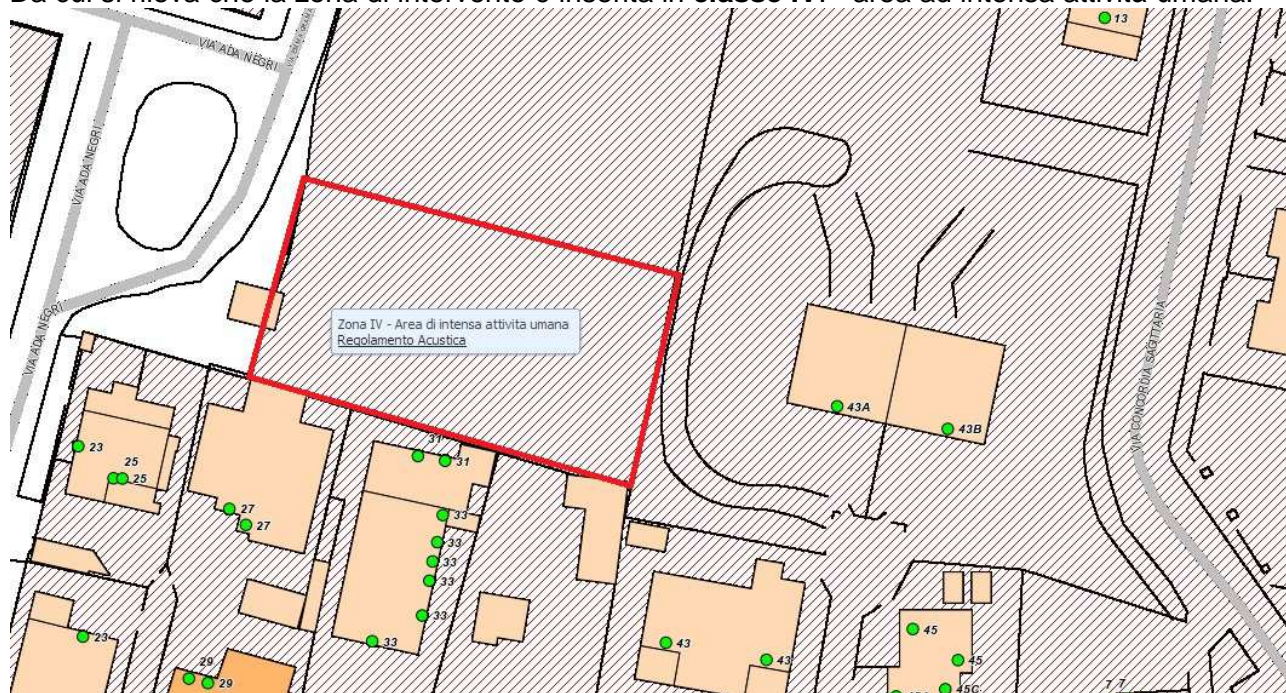 Da cui si rileva che la zona di intervento è inserita in classe IV: area ad intensa attività umana.
VIA ADA NEGRI
13
VIA ADA NEGRI
VIA ADA NEGRI
VIA CONCORDIA SAGITTARIA
Zona IV - Area di intensa attivita umana
Regolamento Acustica
43A
43B
23
25
25
27
27
31
31
33
33
33
33
33
33
23
29
29
43
43
45
45
45C
7 7